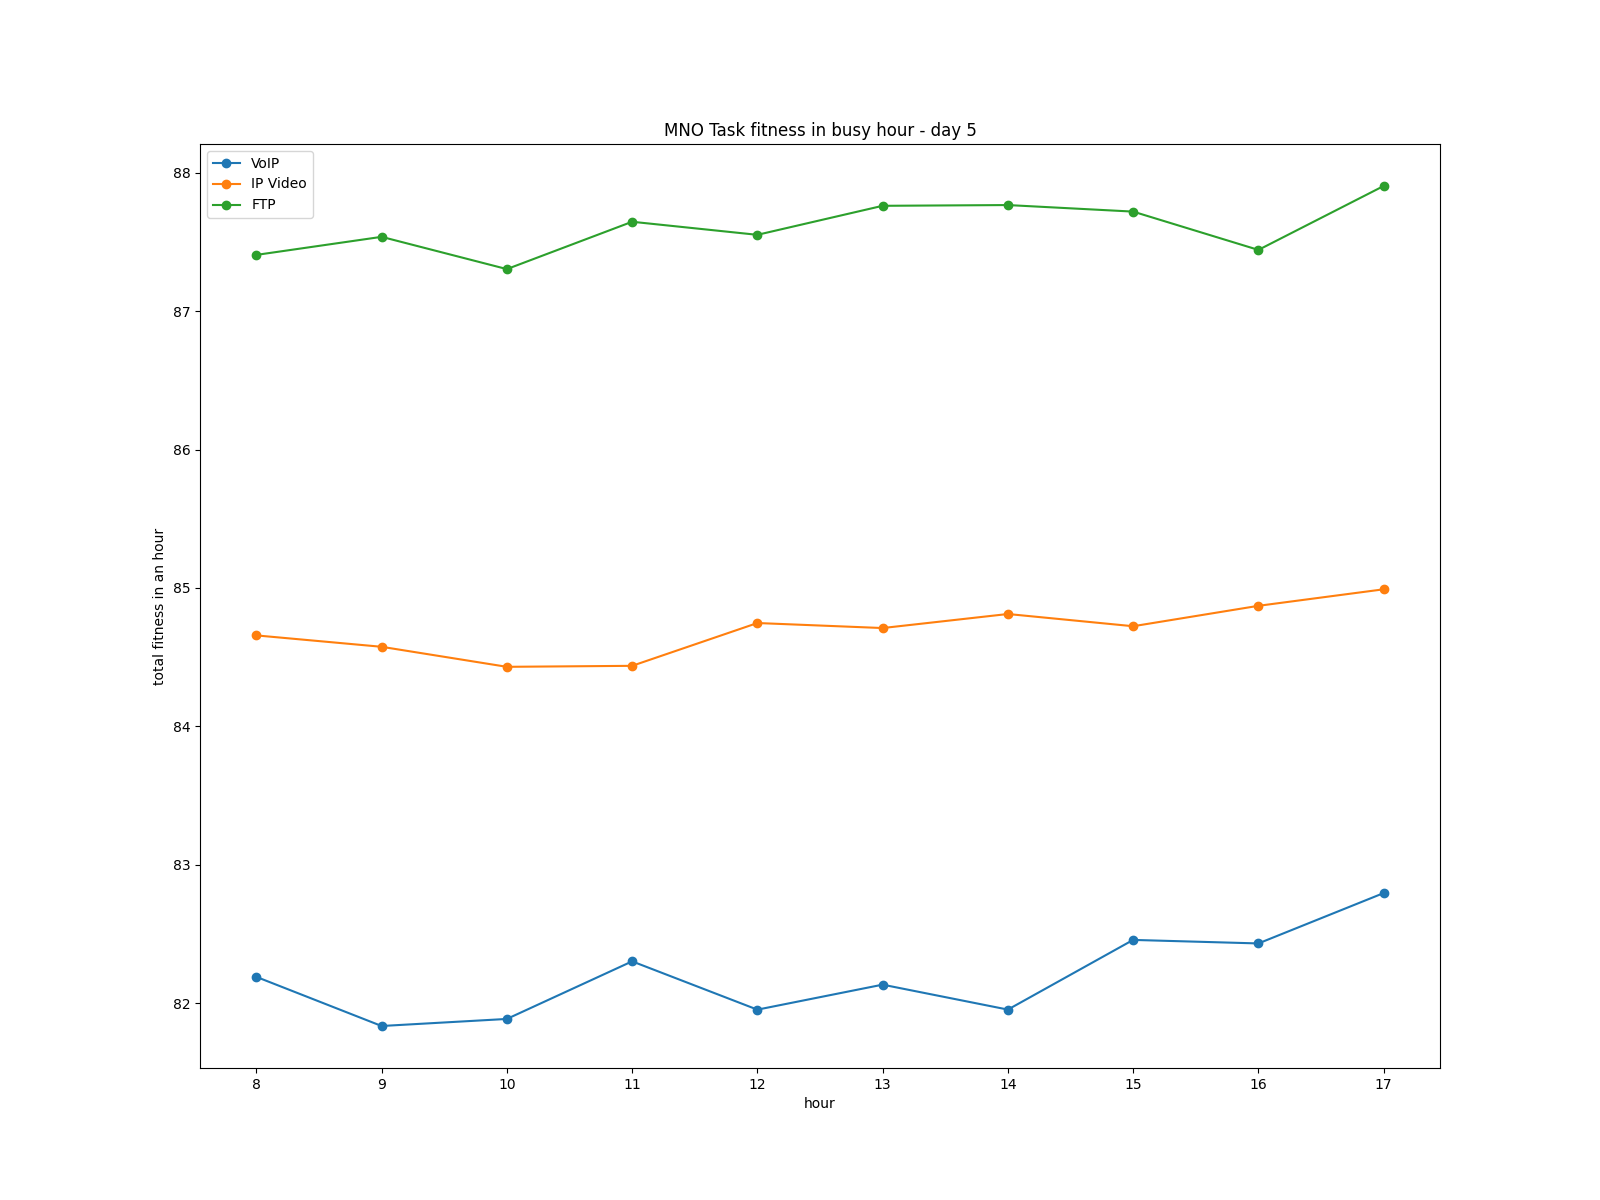 MNO Task fitness in busy hour - day 5
VoIP
IP Video
FTP
88
87
86
85
84
83
82
total fitness in an hour
8 9 10 11 12 13 14 15 16 17
hour